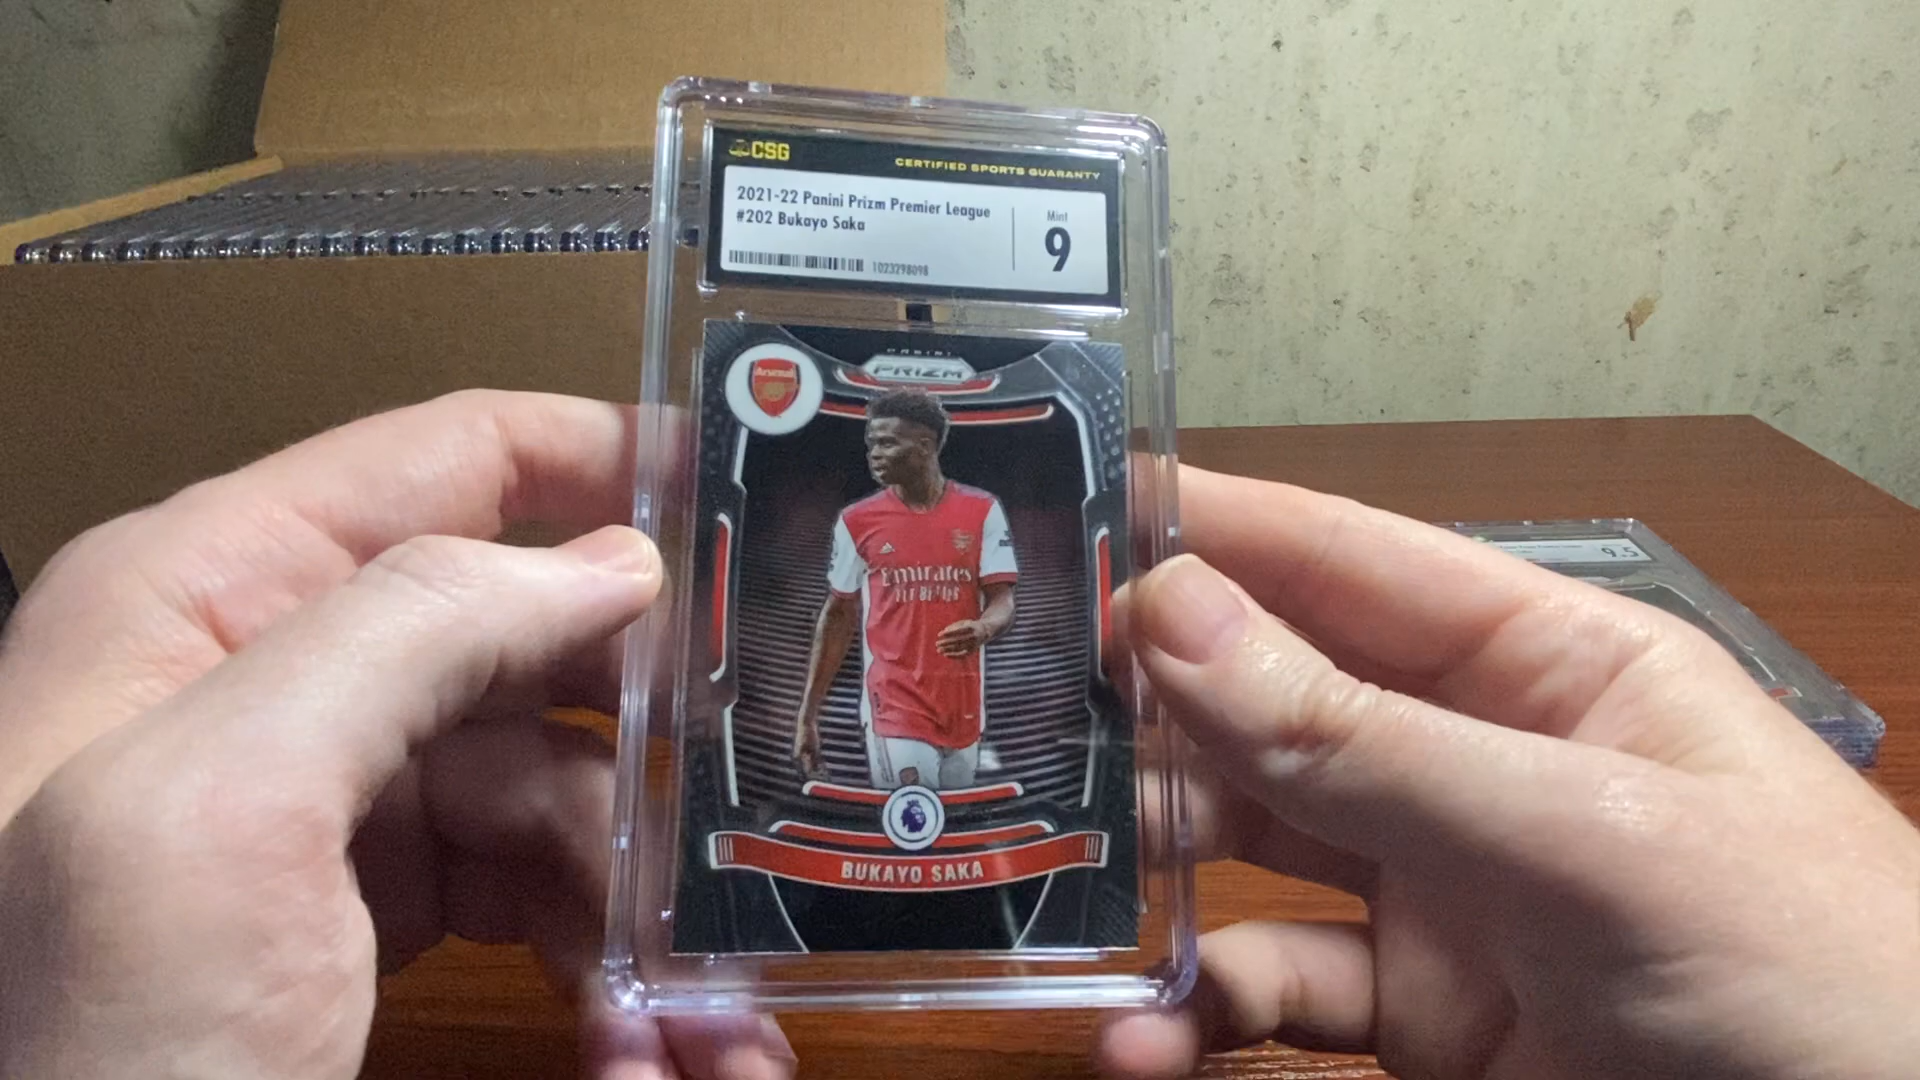 CSG
CERTIFIED SPORTS GUARANTY
2021-22 Panini Prizm Premier League
#202 Bukayo Saka
Mint
9
1023298098
PANINI
PRIZM
Arsenal
Emirates
FLY BETTER
BUKAYO SAKA
9.5